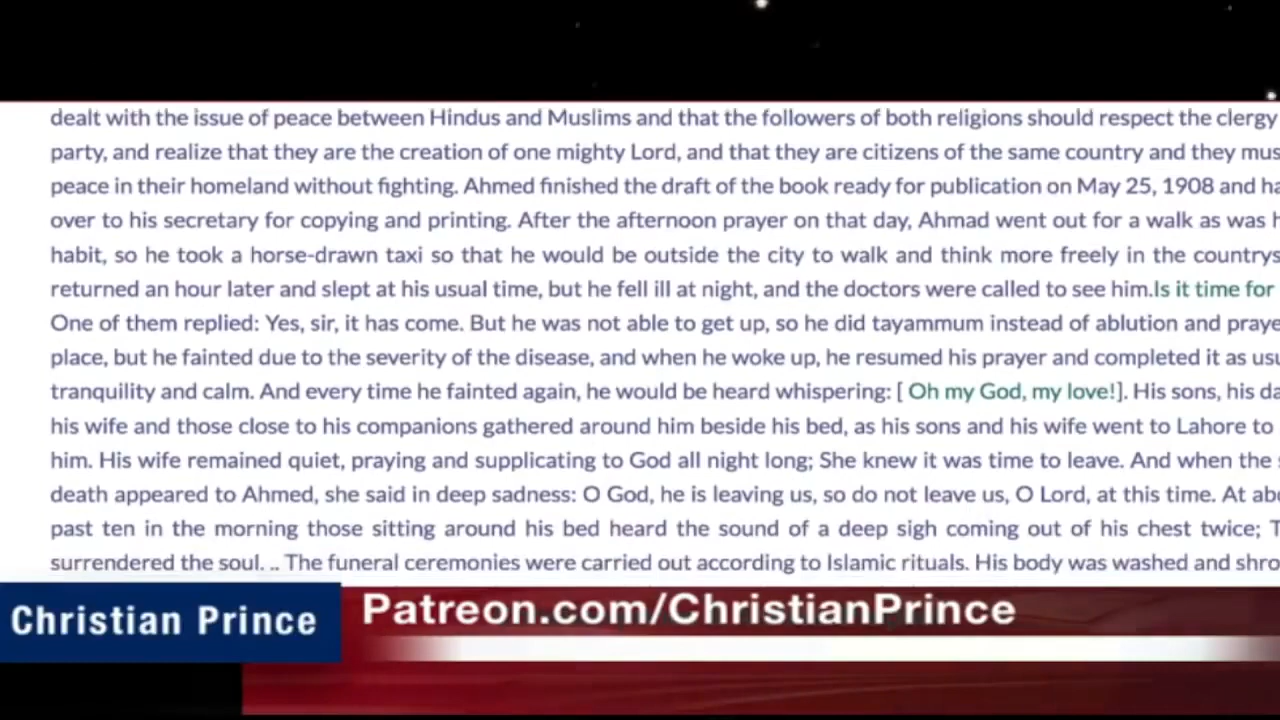 dealt with the issue of peace between Hindus and Muslims and that the followers of both religions should respect the clergy
party, and realize that they are the creation of one mighty Lord, and that they are citizens of the same country and they
peace in their homeland without fighting. Ahmed finished the draft of the book ready for publication on May 25, 1908 and
over to his secretary for copying and printing. After the afternoon prayer on that day, Ahmad went out for a walk as was
habit, so he took a horse-drawn taxi so that he would be outside the city to walk and think more freely in the
returned an hour later and slept at his usual time, but he fell ill at night, and the doctors were called to see him.Is it time for
One of them replied: Yes, sir, it has come. But he was not able to get up, so he did tayammum instead of ablution and
place, but he fainted due to the severity of the disease, and when he woke up, he resumed his prayer and completed it as
tranquility and calm. And every time he fainted again, he would be heard whispering: [ Oh my God, my love!]. His sons, his
his wife and those close to his companions gathered around him beside his bed, as his sons and his wife went to Lahore to
him. His wife remained quiet, praying and supplicating to God all night long; She knew it was time to leave. And when the
death appeared to Ahmed, she said in deep sadness: O God, he is leaving us, so do not leave us, O Lord, at this time. At
past ten in the morning those sitting around his bed heard the sound of a deep sigh coming out of his chest twice;
surrendered the soul. .. The funeral ceremonies were carried out according to Islamic rituals. His body was washed and
Christian Prince
Patreon.com/ChristianPrince